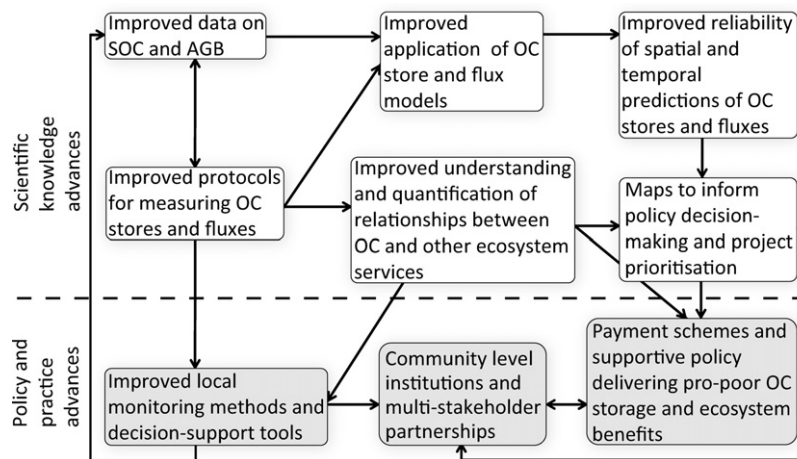 Improved data on
SOC and AGB
Improved
application of OC
store and flux
models
Improved reliability
of spatial and
temporal
predictions of OC
stores and fluxes
Scientific
knowledge
advances
Improved protocols
for measuring OC
stores and fluxes
Improved understanding
and quantification of
relationships between
OC and other ecosystem
services
Maps to inform
policy decision-
making and project
prioritisation
Policy and
practice
advances
Improved local
monitoring methods and
decision-support tools
Community level
institutions and
multi-stakeholder
partnerships
Payment schemes and
supportive policy
delivering pro-poor OC
storage and ecosystem
benefits